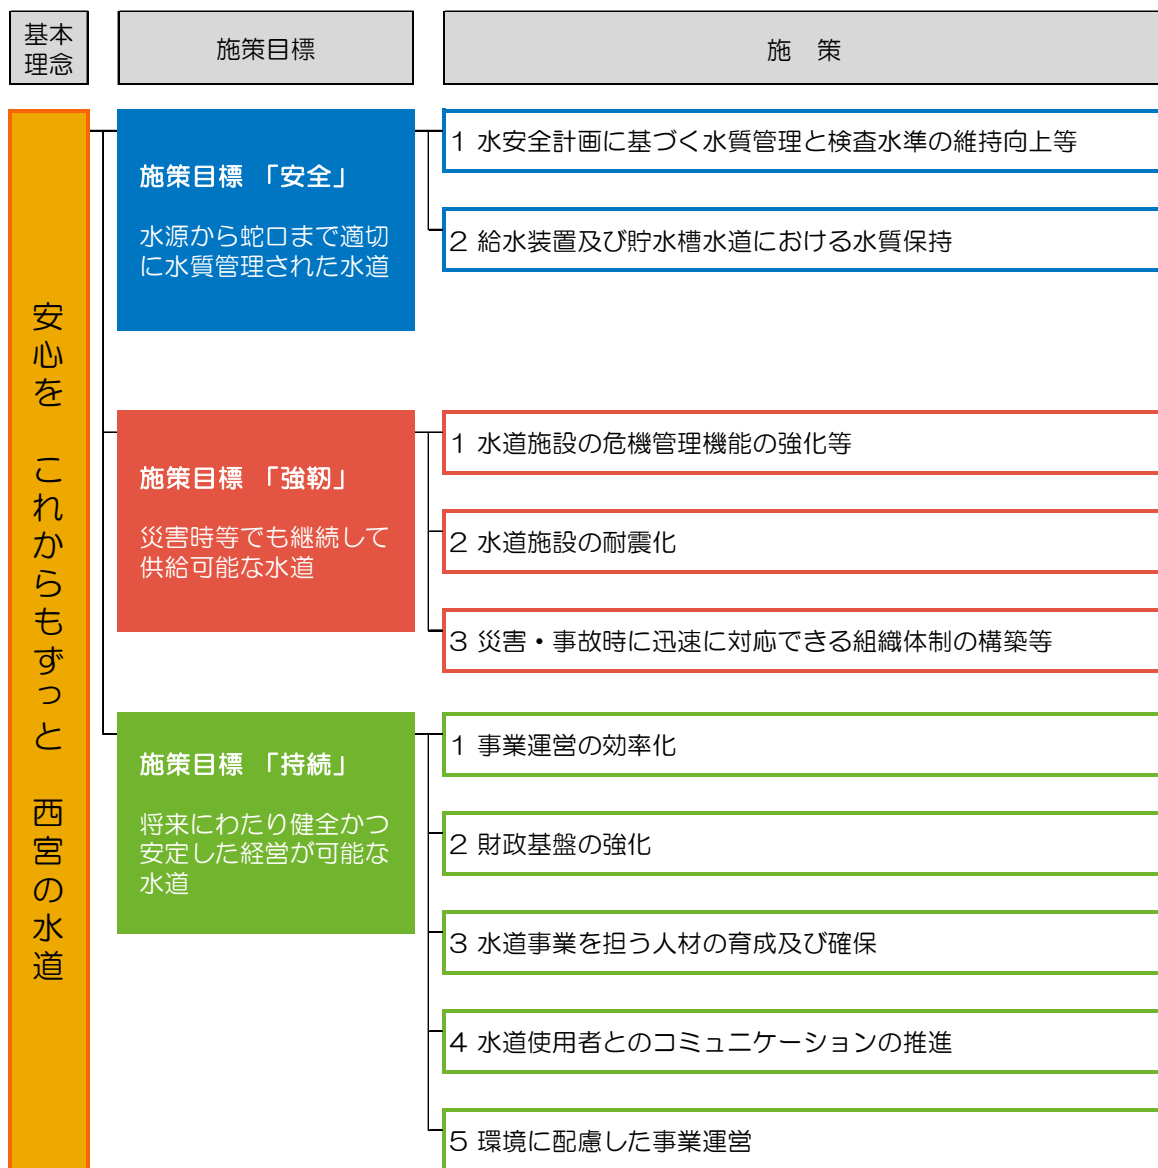 基本
理念
施策目標
施 策
安心を これからもずっと 西宮の水道
施策目標 「安全」
水源から蛇口まで適切
に水質管理された水道
1 水安全計画に基づく水質管理と検査水準の維持向上等
2 給水装置及び貯水槽水道における水質保持
施策目標 「強靭」
災害時等でも継続して
供給可能な水道
1 水道施設の危機管理機能の強化等
2 水道施設の耐震化
3 災害・事故時に迅速に対応できる組織体制の構築等
施策目標 「持続」
将来にわたり健全かつ
安定した経営が可能な
水道
1 事業運営の効率化
2 財政基盤の強化
3 水道事業を担う人材の育成及び確保
4 水道使用者とのコミュニケーションの推進
5 環境に配慮した事業運営